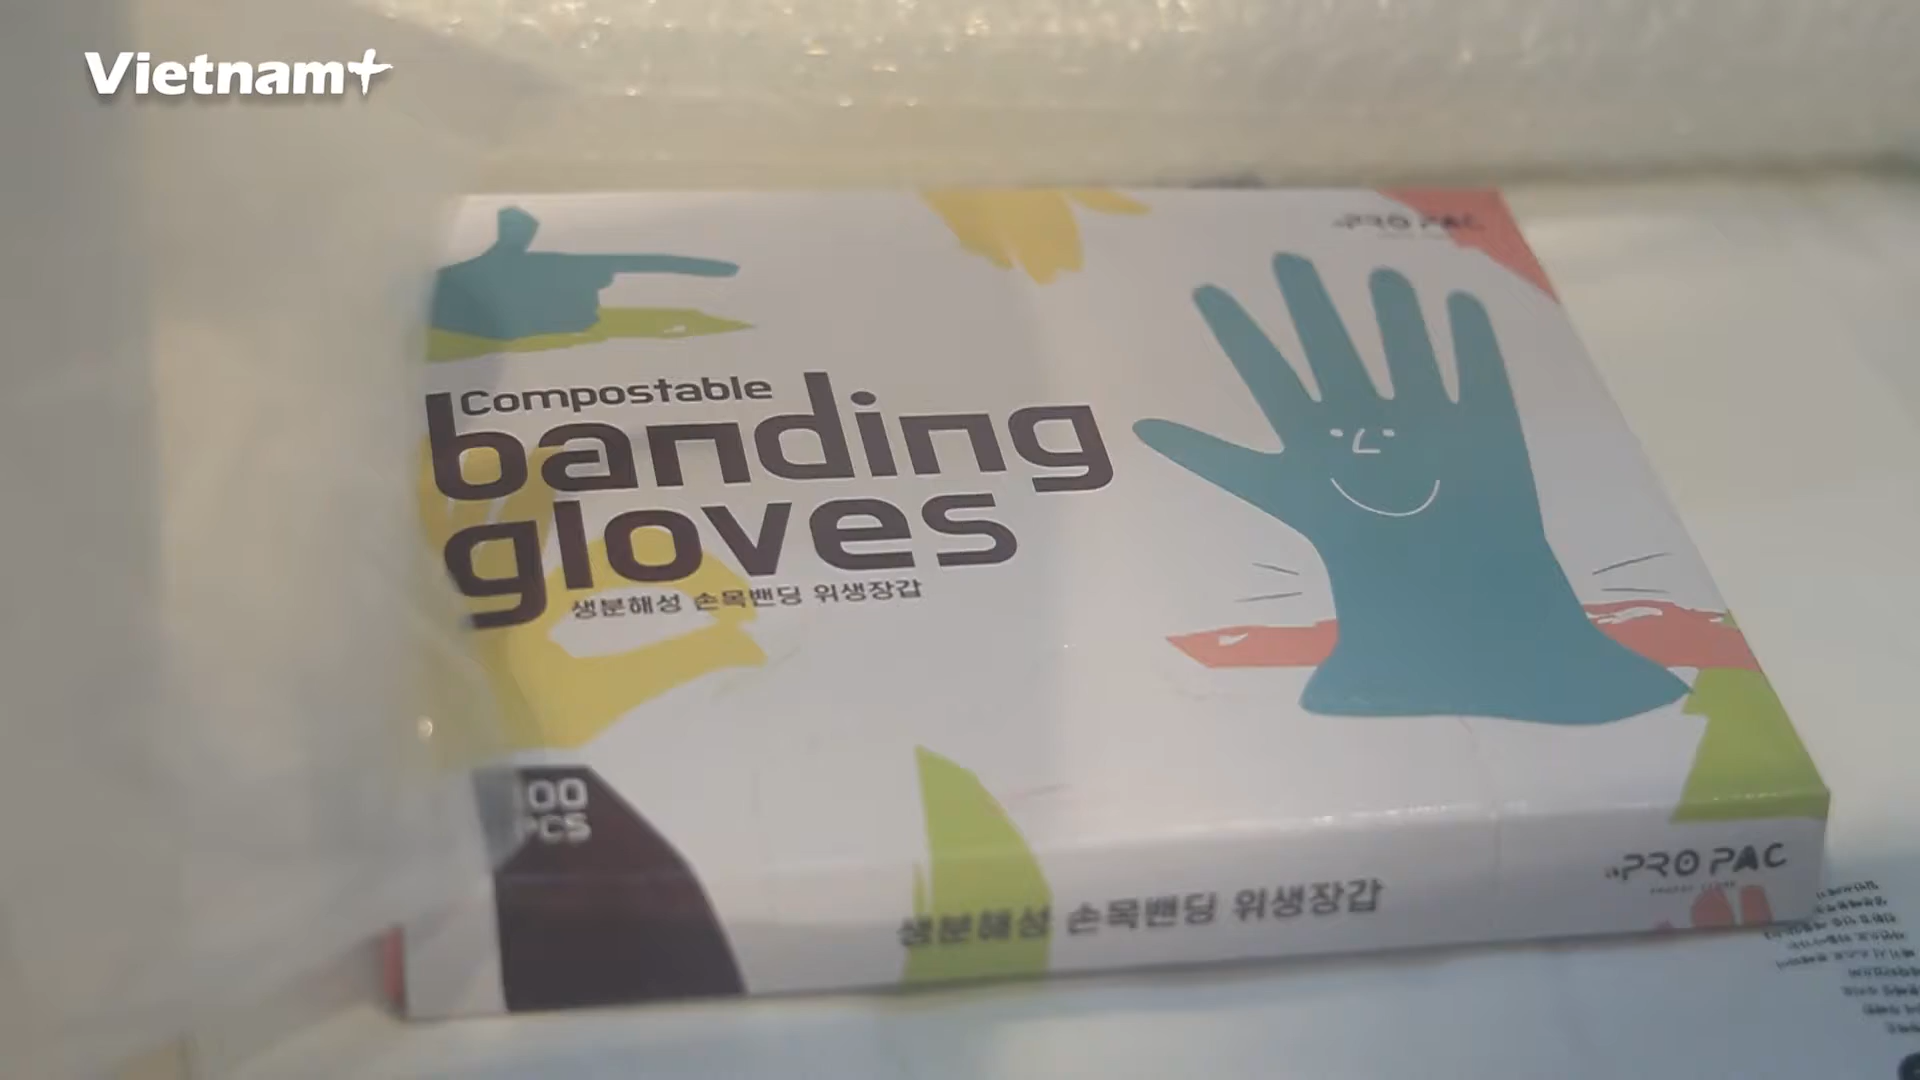 Vietnam+
PRO PAC
Compostable
banding
gloves
생분해성 손목밴딩 위생장갑
00
PCS
생분해성 손목밴딩 위생장갑
PRO PAC